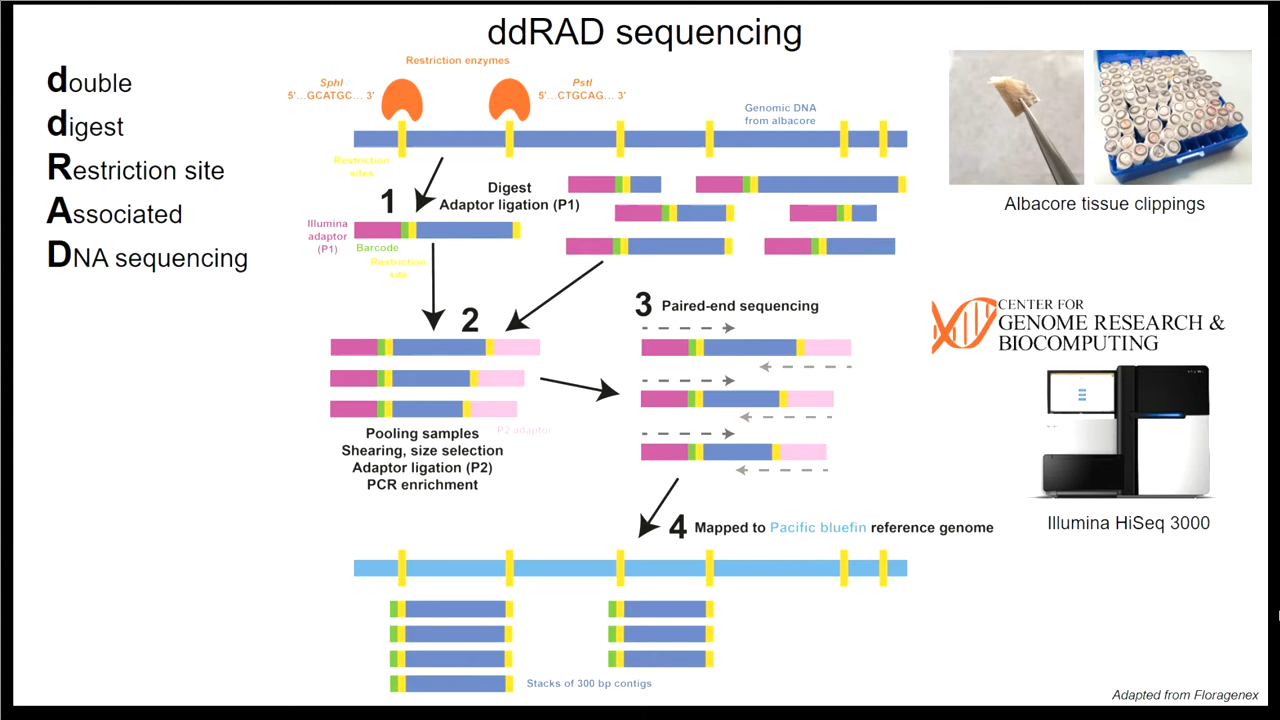 ddRAD sequencing
double
digest
Restriction site
Associated
DNA sequencing
Restriction enzymes
SphI
5'...GCATGC... 3'
PstI
5'...CTGCAG... 3'
Genomic DNA
from albacore
Restriction
sites
1
Digest
Adaptor ligation (P1)
Illumina
adaptor
(P1)
Barcode
Restriction
site
2
Pooling samples
Shearing, size selection
Adaptor ligation (P2)
PCR enrichment
P2 adaptor
3 Paired-end sequencing
4 Mapped to Pacific bluefin reference genome
Stacks of 300 bp contigs
Albacore tissue clippings
CENTER FOR
GENOME RESEARCH &
BIOCOMPUTING
Illumina HiSeq 3000
Adapted from Floragenex